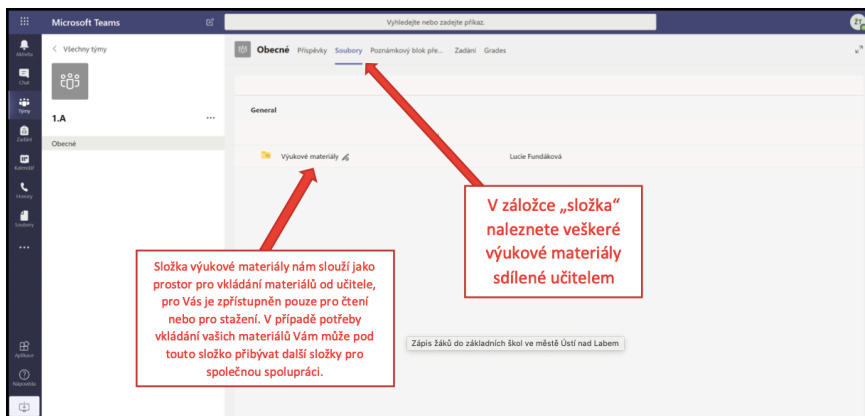 Microsoft Teams
Vyhledejte nebo zadejte příkaz.
ŽT
Aktivita
Chat
Týmy
Zadání
Kalendář
Hovory
Soubory
Aplikace
Nápověda
Všechny týmy
1.A
Obecné
Obecné Příspěvky Soubory Poznámkový blok pře... Zadání Grades
General
Výukové materiály Lucie Fundáková
V záložce „složka“
naleznete veškeré
výukové materiály
sdílené učitelem
Složka výukové materiály nám slouží jako
prostor pro vkládání materiálů od učitele,
pro Vás je zpřístupněn pouze pro čtení
nebo pro stažení. V případě potřeby
vkládání vašich materiálů Vám může pod
touto složko přibývat další složky pro
společnou spolupráci.
Zápis žáků do základních škol ve městě Ústí nad Labem